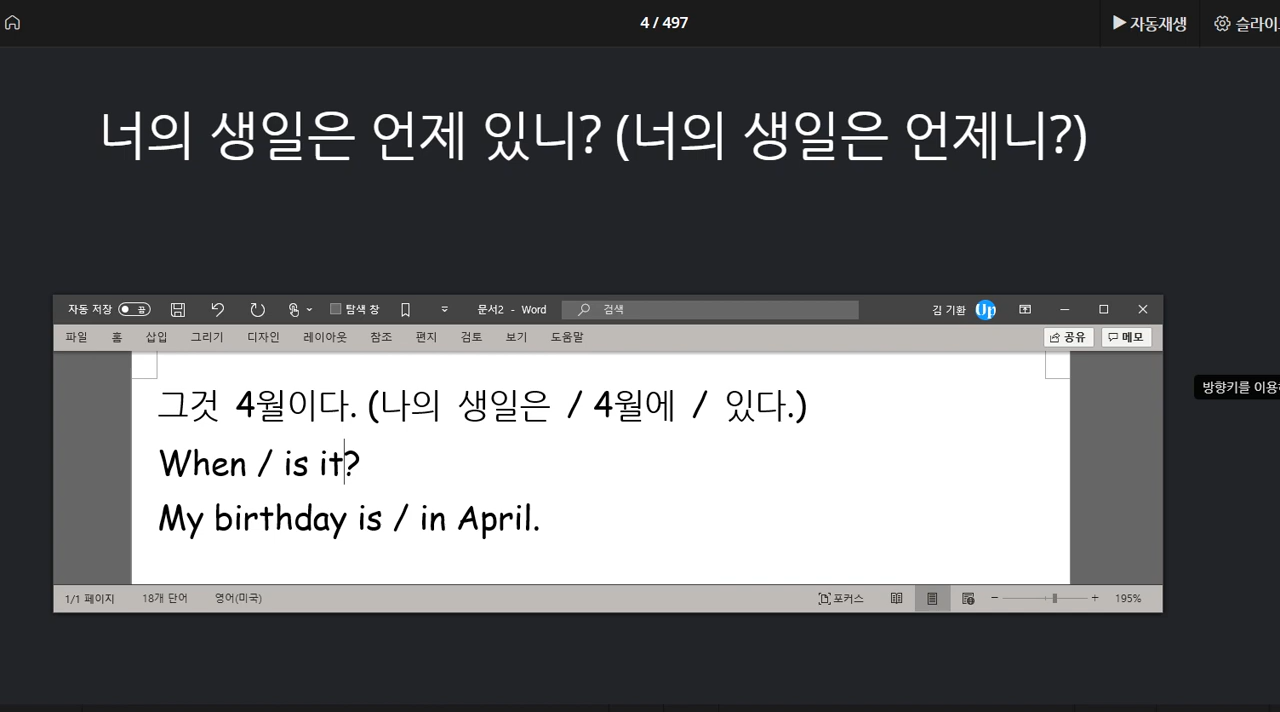 4 / 497
▶ 자동재생
슬라이
너의 생일은 언제 있니? (너의 생일은 언제니?)
자동 저장 끔 탐색 창 문서2 - Word 검색 김 기환 Up
파일 홈 삽입 그리기 디자인 레이아웃 참조 편지 검토 보기 도움말 공유 메모
방향키를 이용
그것 4월이다. (나의 생일은 / 4월에 / 있다.)
When / is it?
My birthday is / in April.
1/1 페이지 18개 단어 영어(미국) 포커스 − + 195%